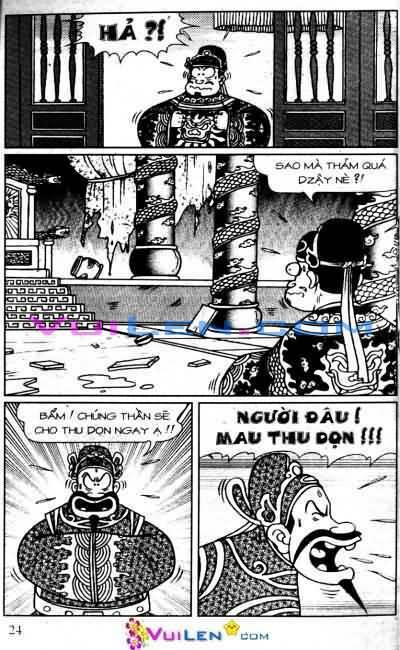 HẢ ?!
SAO MÀ THẢM QUÁ
DZẬY NÈ ?!
VUILEN.COM
BẨM ! CHÚNG THẦN SẼ
CHO THU DỌN NGAY Ạ !!
NGƯỜI ĐÂU !
MAU THU DỌN !!!
24
VUILEN.COM